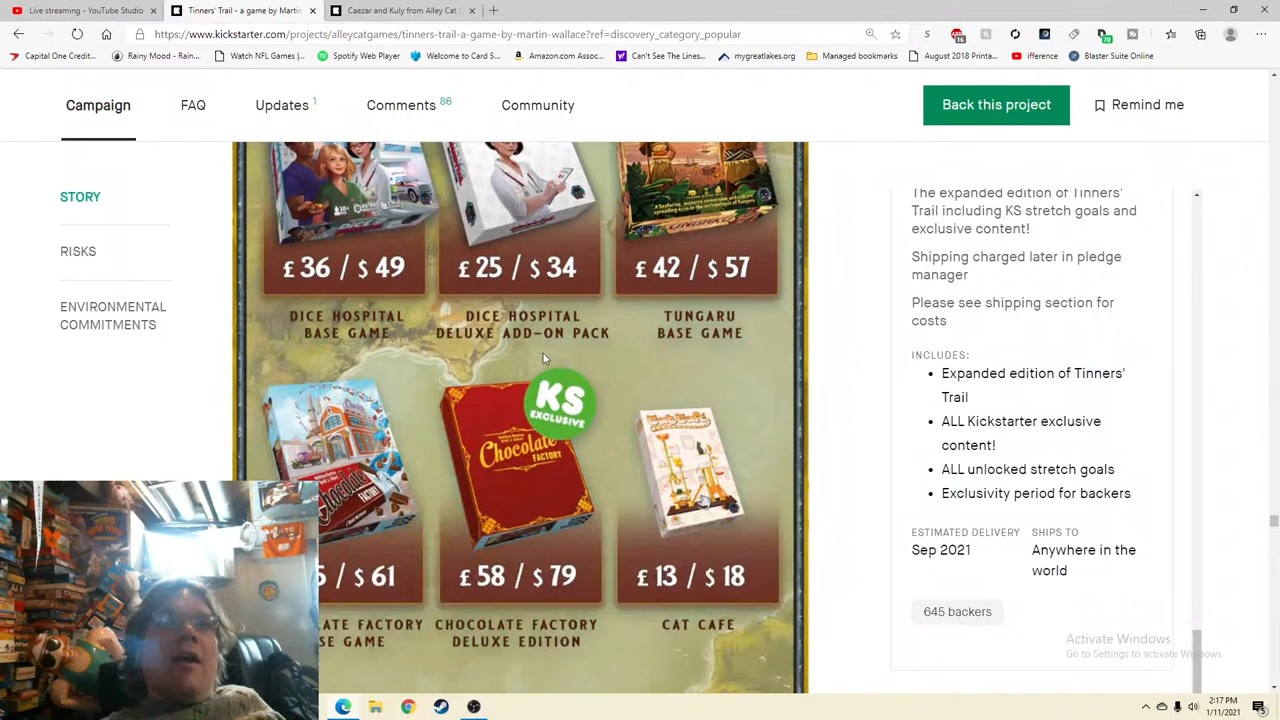 Live streaming - YouTube Studio
Tinners' Trail - a game by Martin
Caezar and Kuly from Alley Cat
https://www.kickstarter.com/projects/alleycatgames/tinners-trail-a-game-by-martin-wallace?ref=discovery_category_popular
16
70
Capital One Credit...
Rainy Mood - Rain...
Watch NFL Games |...
Spotify Web Player
Welcome to Card S...
Amazon.com Assoc...
Can't See The Lines...
mygreatlakes.org
August 2018 Printa...
ifference
Blaster Suite Online
Campaign
FAQ
Updates 1
Comments 86
Community
Back this project
Remind me
STORY
RISKS
ENVIRONMENTAL
COMMITMENTS
£ 36 / $ 49
£ 25 / $ 34
£ 42 / $ 57
DICE HOSPITAL
BASE GAME
DICE HOSPITAL
DELUXE ADD-ON PACK
TUNGARU
BASE GAME
KS
EXCLUSIVE
Chocolate
FACTORY
Chocolate
FACTORY
/ $ 61
£ 58 / $ 79
£ 13 / $ 18
CHOCOLATE FACTORY
DELUXE EDITION
CAT CAFE
The expanded edition of Tinners'
Trail including KS stretch goals and
exclusive content!
Shipping charged later in pledge
manager
Please see shipping section for
costs
INCLUDES:
Expanded edition of Tinners'
Trail
ALL Kickstarter exclusive
content!
ALL unlocked stretch goals
Exclusivity period for backers
ESTIMATED DELIVERY
Sep 2021
SHIPS TO
Anywhere in the
world
645 backers
Activate Windows
Go to Settings to activate Windows.
2:17 PM
1/11/2021